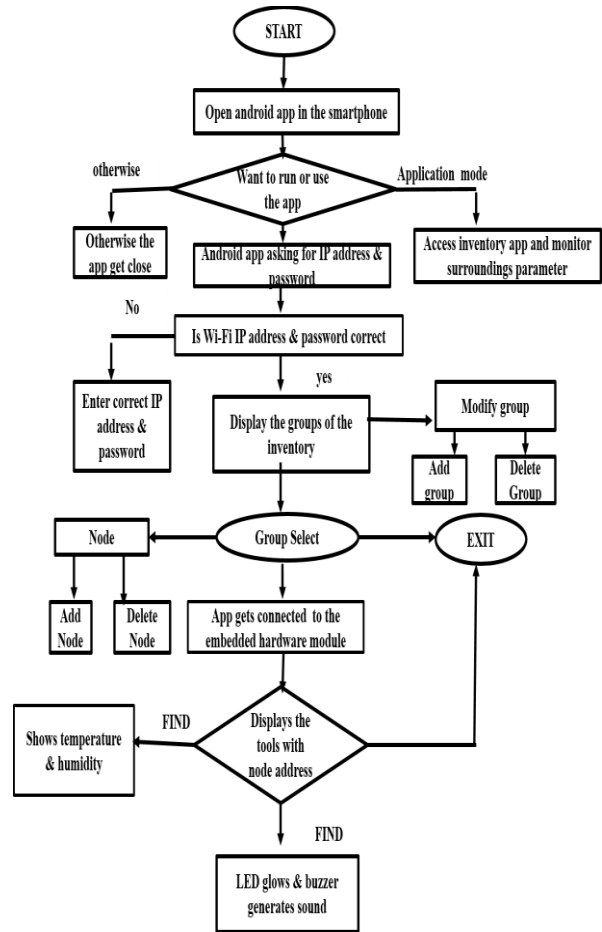 START
Open android app in the smartphone
otherwise
Want to run or use
the app
Application mode
Otherwise the
app get close
Android app asking for IP address &
password
Access inventory app and monitor
surroundings parameter
No
Is Wi-Fi IP address & password correct
yes
Enter correct IP
address &
password
Display the groups of the
inventory
Modify group
Add
group
Delete
Group
Node
Group Select
EXIT
Add
Node
Delete
Node
App gets connected to the
embedded hardware module
FIND
Displays the
tools with
node address
Shows temperature
& humidity
FIND
LED glows & buzzer
generates sound